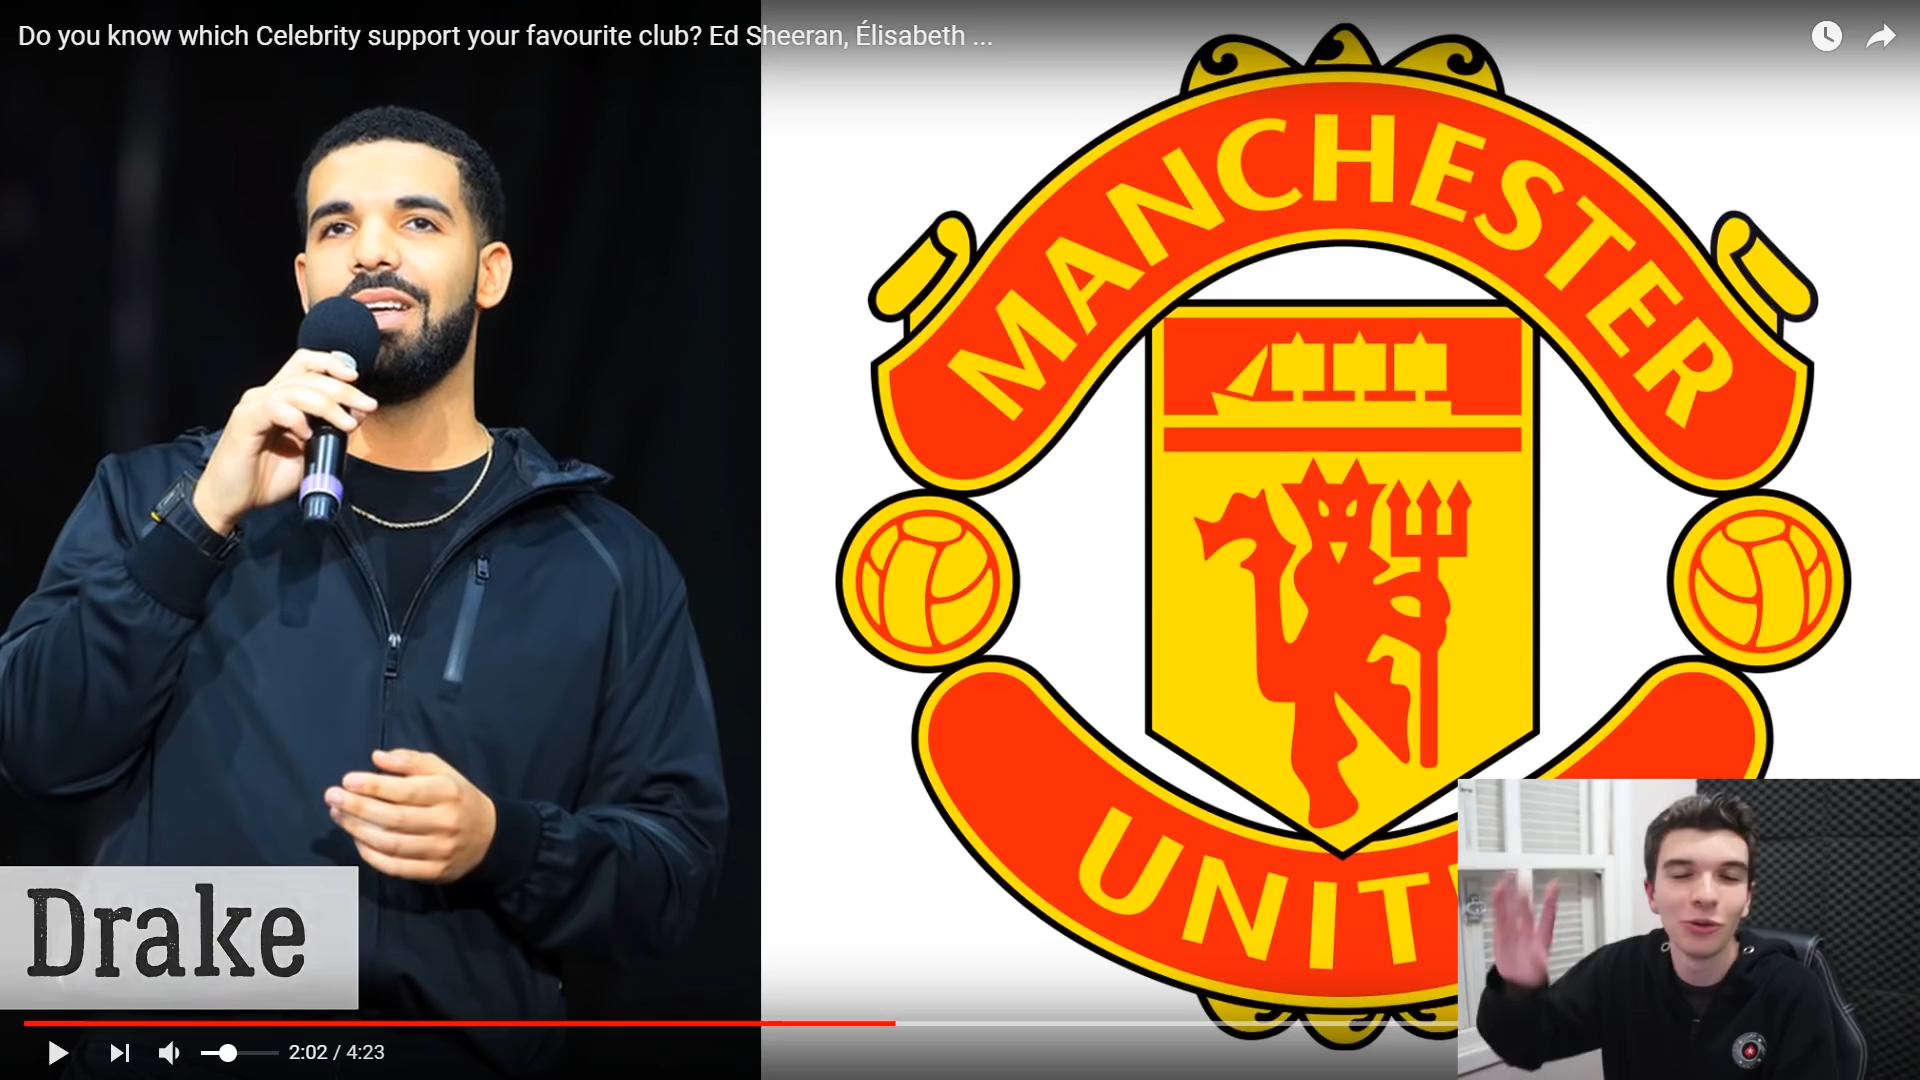 Do you know which Celebrity support your favourite club? Ed Sheeran, Élisabeth ...
MANCHESTER
UNIT
Drake
2:02 / 4:23